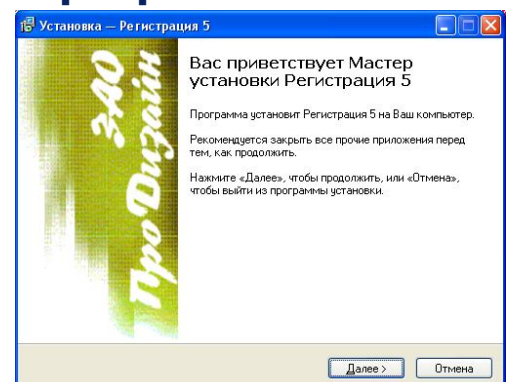 Установка — Регистрация 5
ЗАО
ПроДизайн
Вас приветствует Мастер
установки Регистрация 5
Программа установит Регистрация 5 на Ваш компьютер.
Рекомендуется закрыть все прочие приложения перед
тем, как продолжить.
Нажмите «Далее», чтобы продолжить, или «Отмена»,
чтобы выйти из программы установки.
Далее >
Отмена